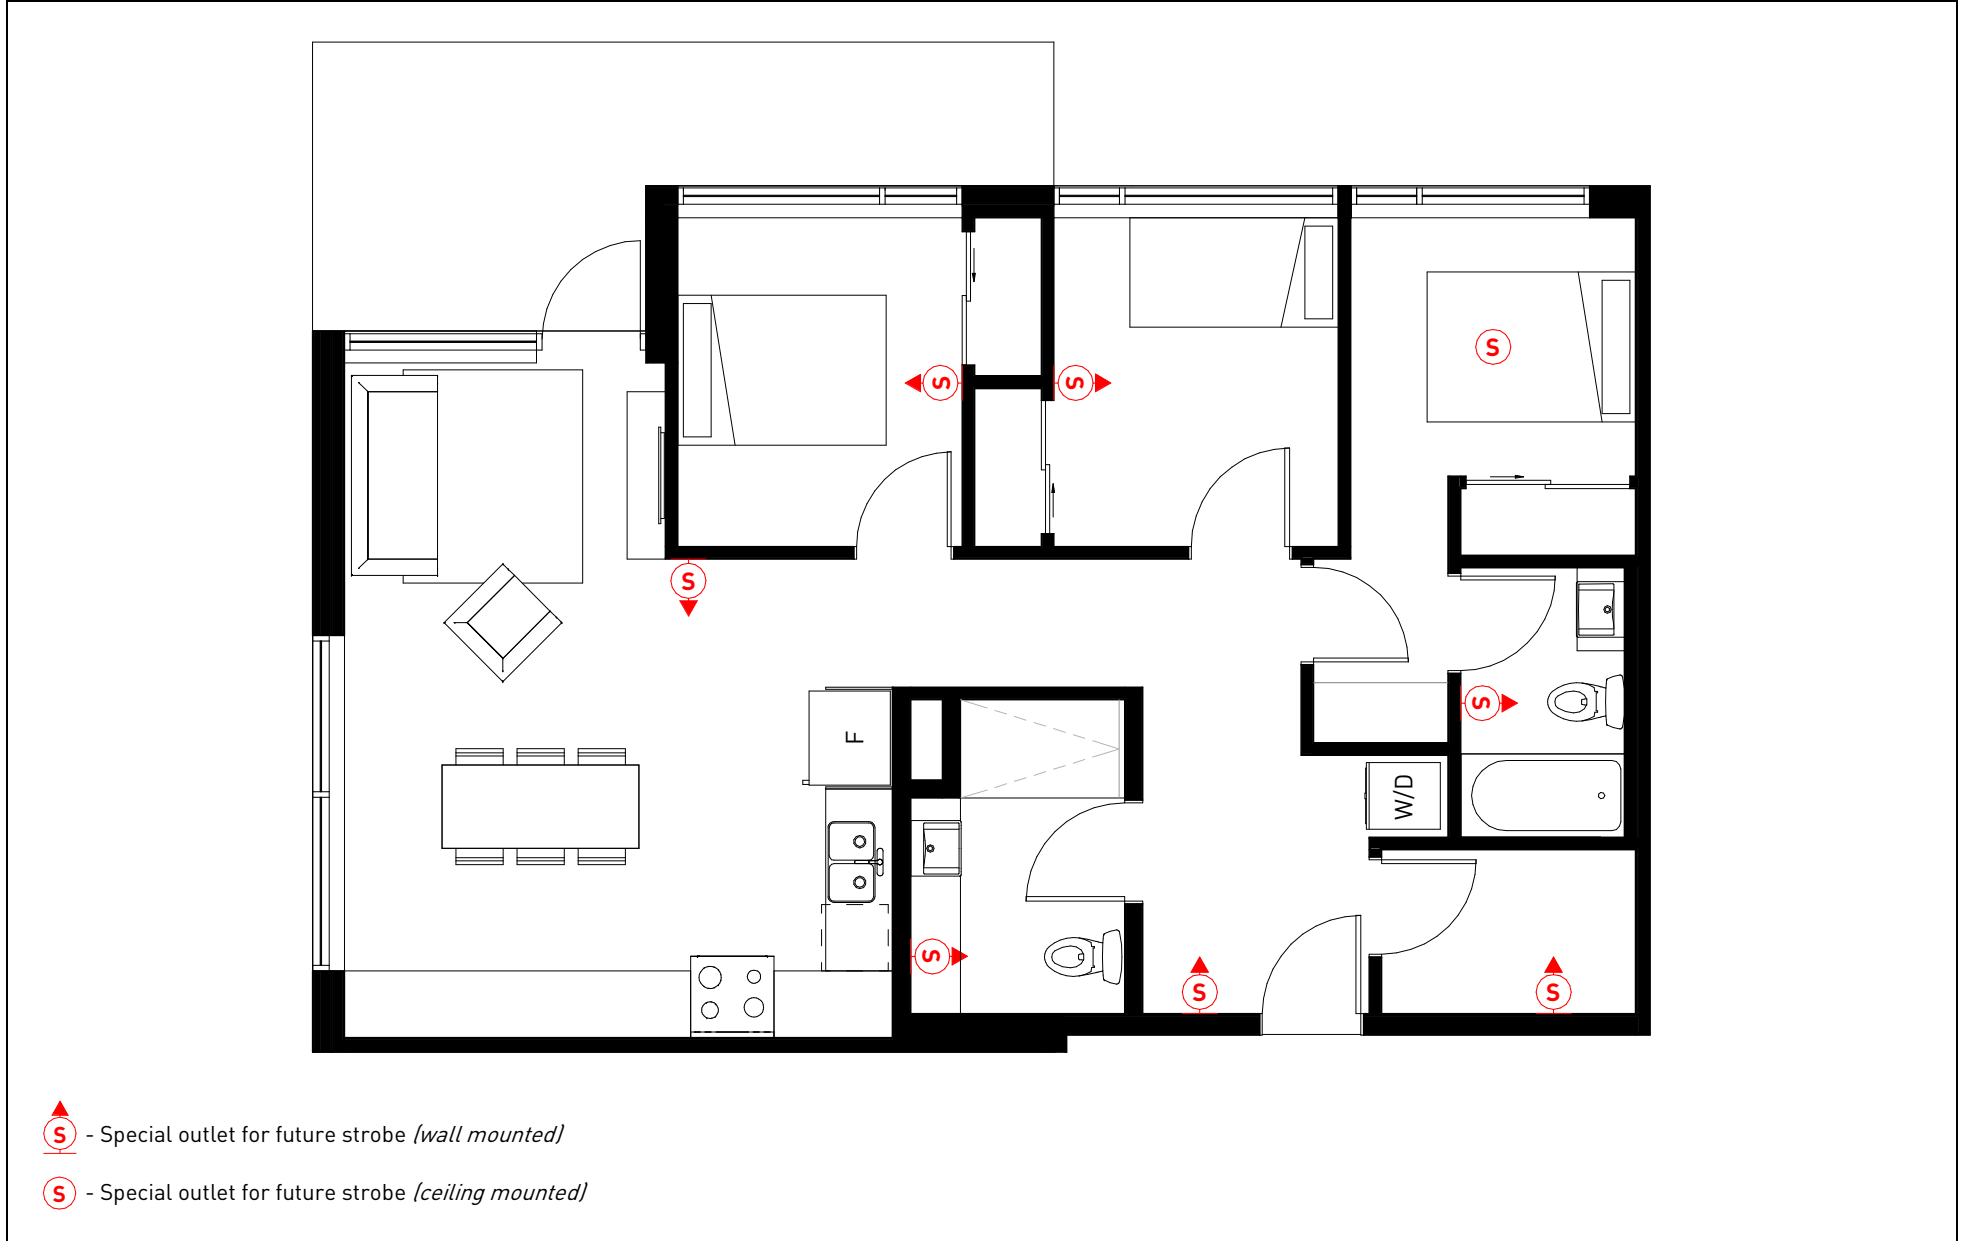 S
S
S
S
F
S
W/D
S
S
S
S - Special outlet for future strobe (wall mounted)
S - Special outlet for future strobe (ceiling mounted)